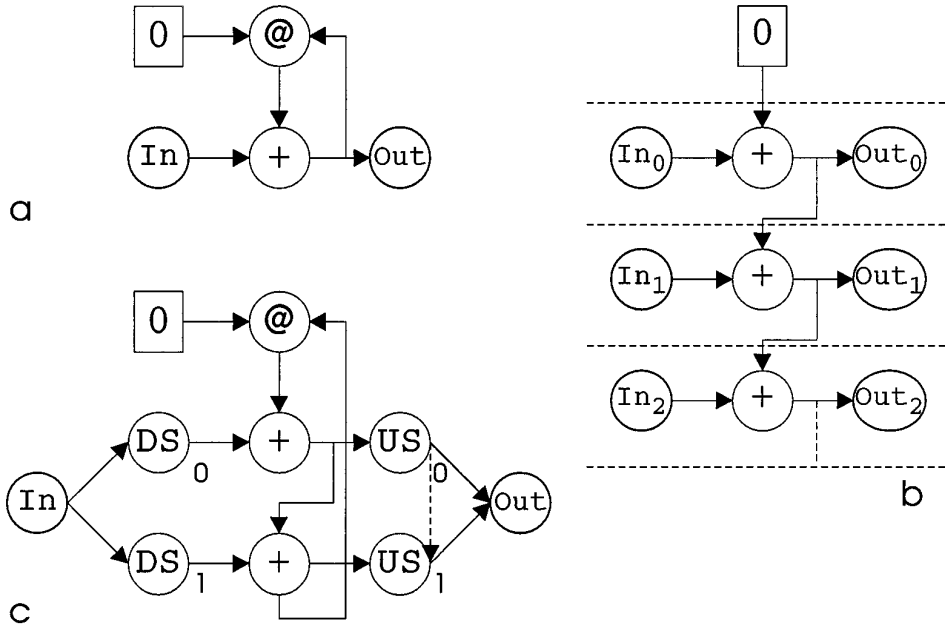 0
@
In
+
Out
a
0
In0
+
Out0
In1
+
Out1
In2
+
Out2
b
0
@
DS
0
+
US
0
In
Out
DS
1
+
US
1
c